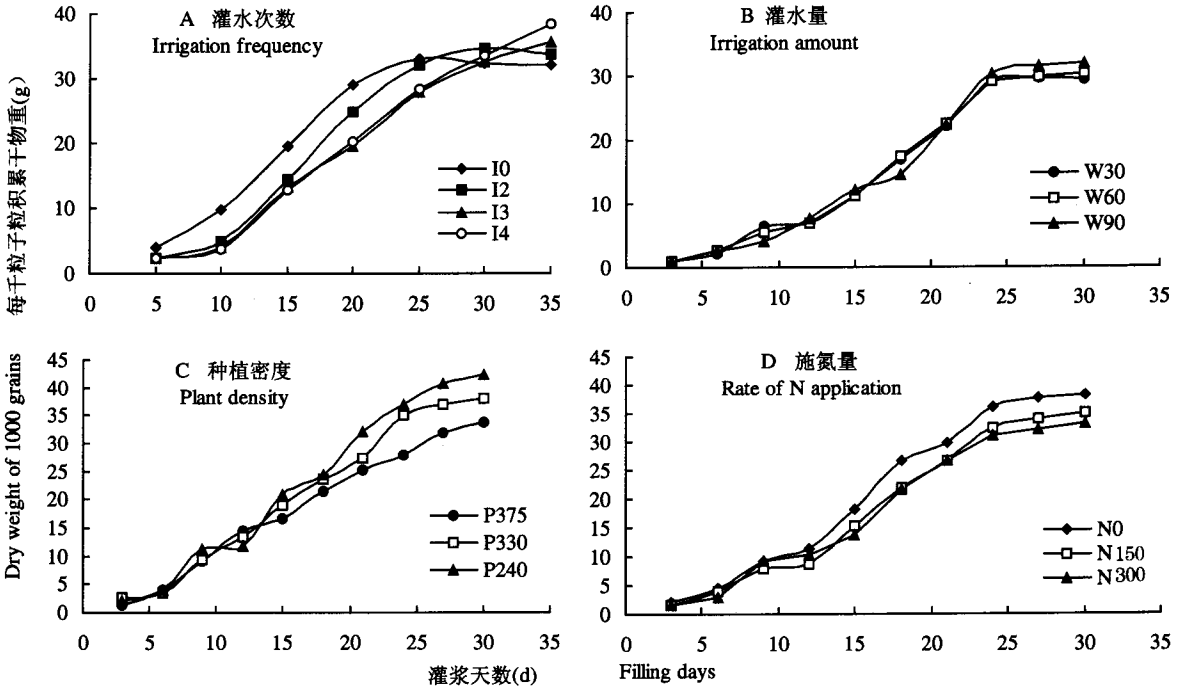 每千粒子粒积累干物重(g)
Dry weight of 1000 grains
A 灌水次数
Irrigation frequency
40
30
20
10
0
I0
I2
I3
I4
0 5 10 15 20 25 30 35
B 灌水量
Irrigation amount
40
30
20
10
0
W30
W60
W90
0 5 10 15 20 25 30 35
C 种植密度
Plant density
45
40
35
30
25
20
15
10
5
0
P375
P330
P240
0 5 10 15 20 25 30 35
D 施氮量
Rate of N application
45
40
35
30
25
20
15
10
5
0
N0
N150
N300
0 5 10 15 20 25 30 35
灌浆天数(d) Filling days